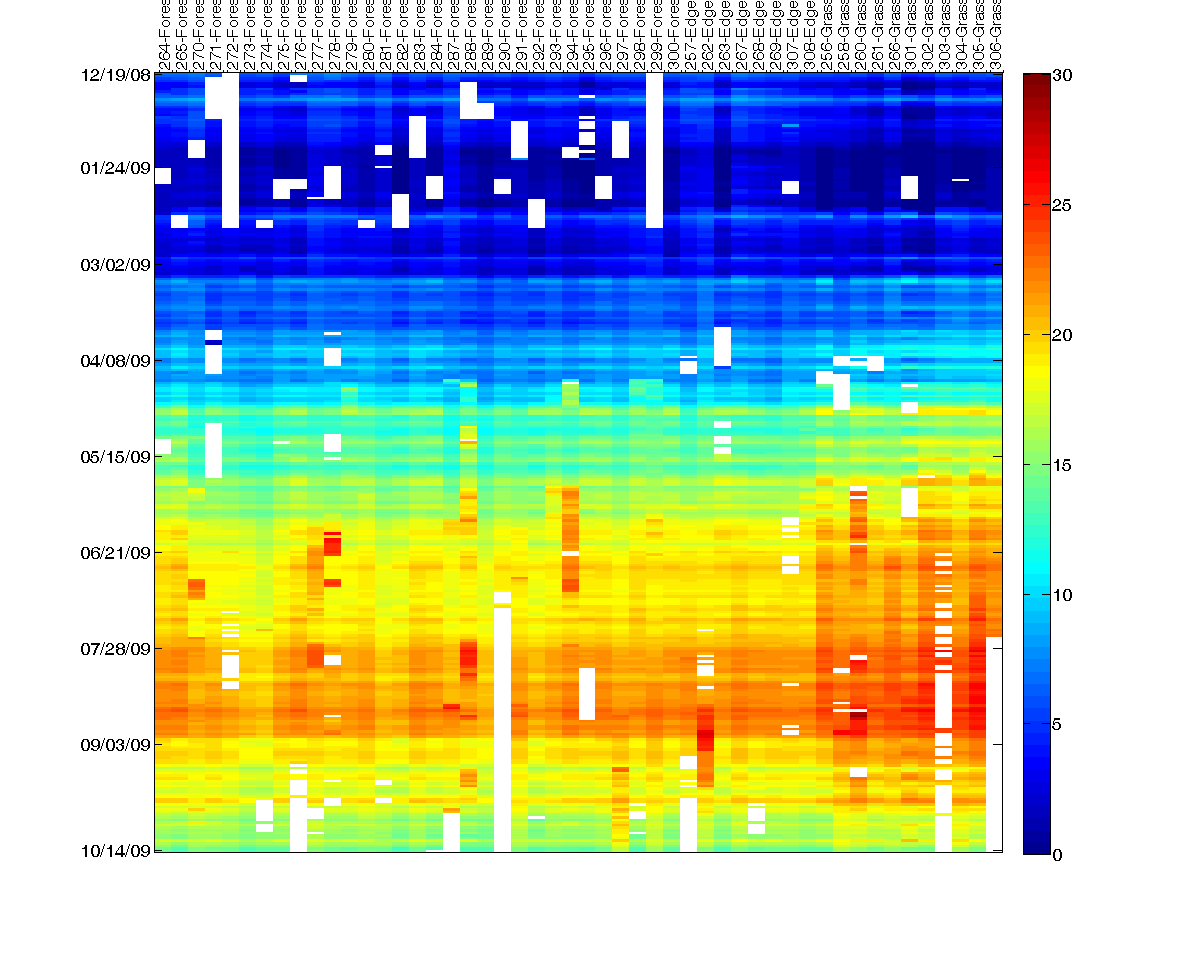 264-Fores
265-Fores
270-Fores
271-Fores
272-Fores
273-Fores
274-Fores
275-Fores
276-Fores
277-Fores
278-Fores
279-Fores
280-Fores
281-Fores
282-Fores
283-Fores
284-Fores
287-Fores
288-Fores
289-Fores
290-Fores
291-Fores
292-Fores
293-Fores
294-Fores
295-Fores
296-Fores
297-Fores
298-Fores
299-Fores
300-Fores
257-Edge
262-Edge
263-Edge
267-Edge
268-Edge
269-Edge
307-Edge
308-Edge
256-Grass
258-Grass
260-Grass
261-Grass
266-Grass
301-Grass
302-Grass
303-Grass
304-Grass
305-Grass
306-Grass
12/19/08
01/24/09
03/02/09
04/08/09
05/15/09
06/21/09
07/28/09
09/03/09
10/14/09
30
25
20
15
10
5
0